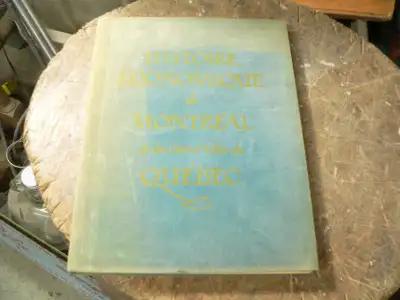 HISTOIRE
ECONOMIQUE
de
MONTREAL
QUEBEC